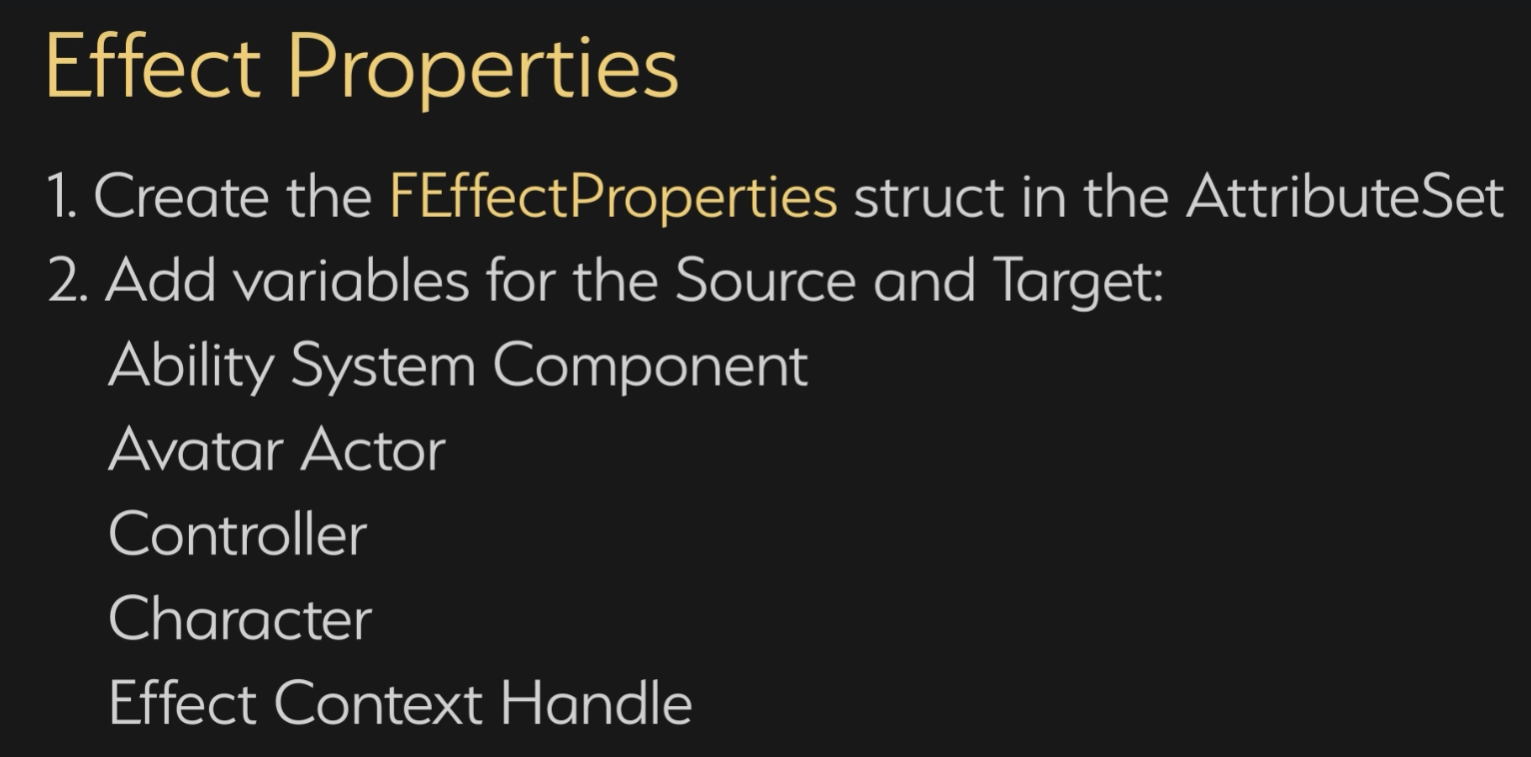 Effect Properties
1. Create the FEffectProperties struct in the AttributeSet
2. Add variables for the Source and Target:
Ability System Component
Avatar Actor
Controller
Character
Effect Context Handle